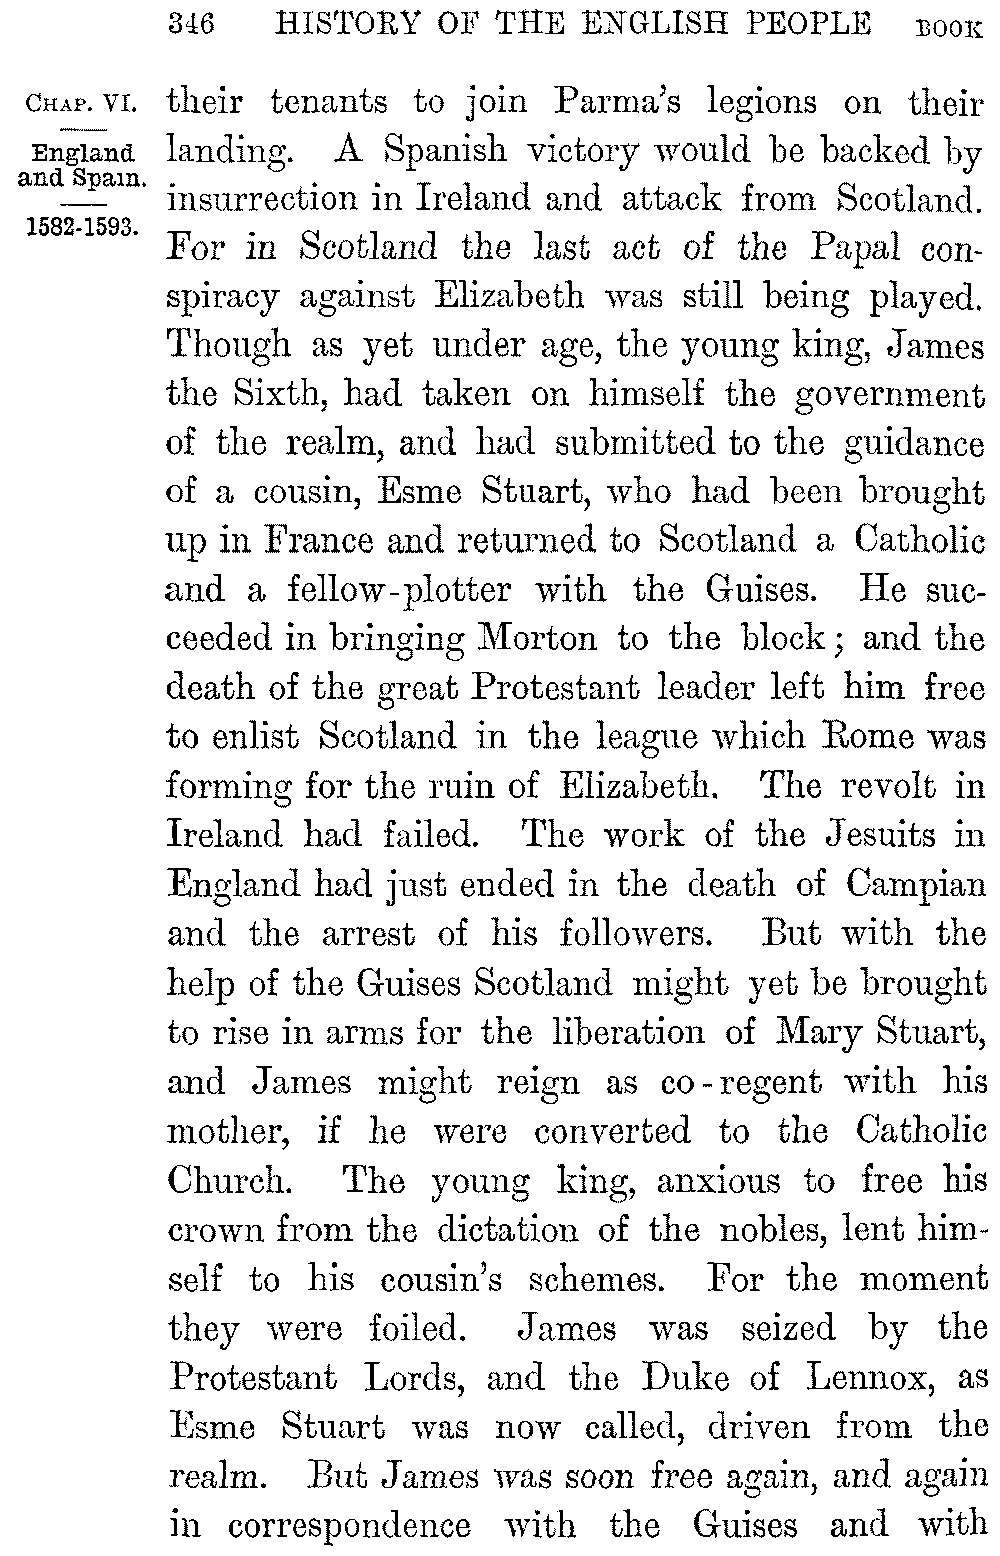 346 HISTORY OF THE ENGLISH PEOPLE BOOK
CHAP. VI.
England
and Spain.
1582-1593.
their tenants to join Parma's legions on their
landing. A Spanish victory would be backed by
insurrection in Ireland and attack from Scotland.
For in Scotland the last act of the Papal con-
spiracy against Elizabeth was still being played.
Though as yet under age, the young king, James
the Sixth, had taken on himself the government
of the realm, and had submitted to the guidance
of a cousin, Esme Stuart, who had been brought
up in France and returned to Scotland a Catholic
and a fellow-plotter with the Guises. He suc-
ceeded in bringing Morton to the block; and the
death of the great Protestant leader left him free
to enlist Scotland in the league which Rome was
forming for the ruin of Elizabeth. The revolt in
Ireland had failed. The work of the Jesuits in
England had just ended in the death of Campian
and the arrest of his followers. But with the
help of the Guises Scotland might yet be brought
to rise in arms for the liberation of Mary Stuart,
and James might reign as co-regent with his
mother, if he were converted to the Catholic
Church. The young king, anxious to free his
crown from the dictation of the nobles, lent him-
self to his cousin's schemes. For the moment
they were foiled. James was seized by the
Protestant Lords, and the Duke of Lennox, as
Esme Stuart was now called, driven from the
realm. But James was soon free again, and again
in correspondence with the Guises and with